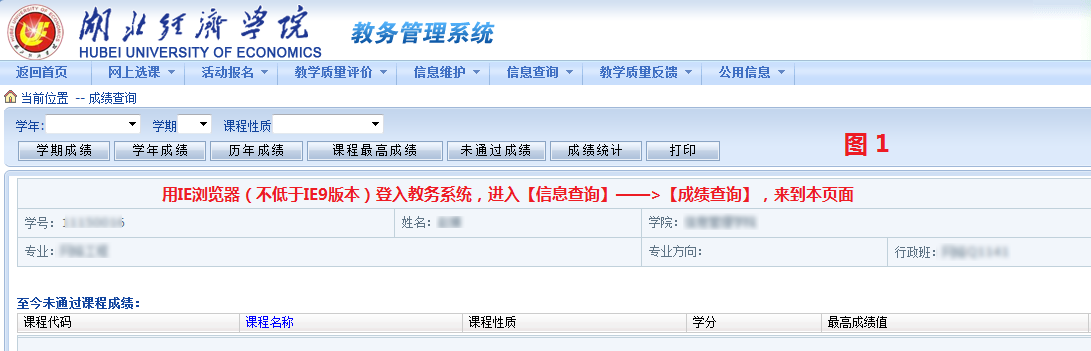 湖北经济学院 教务管理系统
HUBEI UNIVERSITY OF ECONOMICS
返回首页 网上选课 活动报名 教学质量评价 信息维护 信息查询 教学质量反馈 公用信息
当前位置 -- 成绩查询
学年: 学期 课程性质
学期成绩 学年成绩 历年成绩 课程最高成绩 未通过成绩 成绩统计 打印
图 1
用IE浏览器（不低于IE9版本）登入教务系统，进入【信息查询】——>【成绩查询】，来到本页面
学号: 姓名: 学院:
专业: 专业方向: 行政班:
至今未通过课程成绩:
课程代码 课程名称 课程性质 学分 最高成绩值